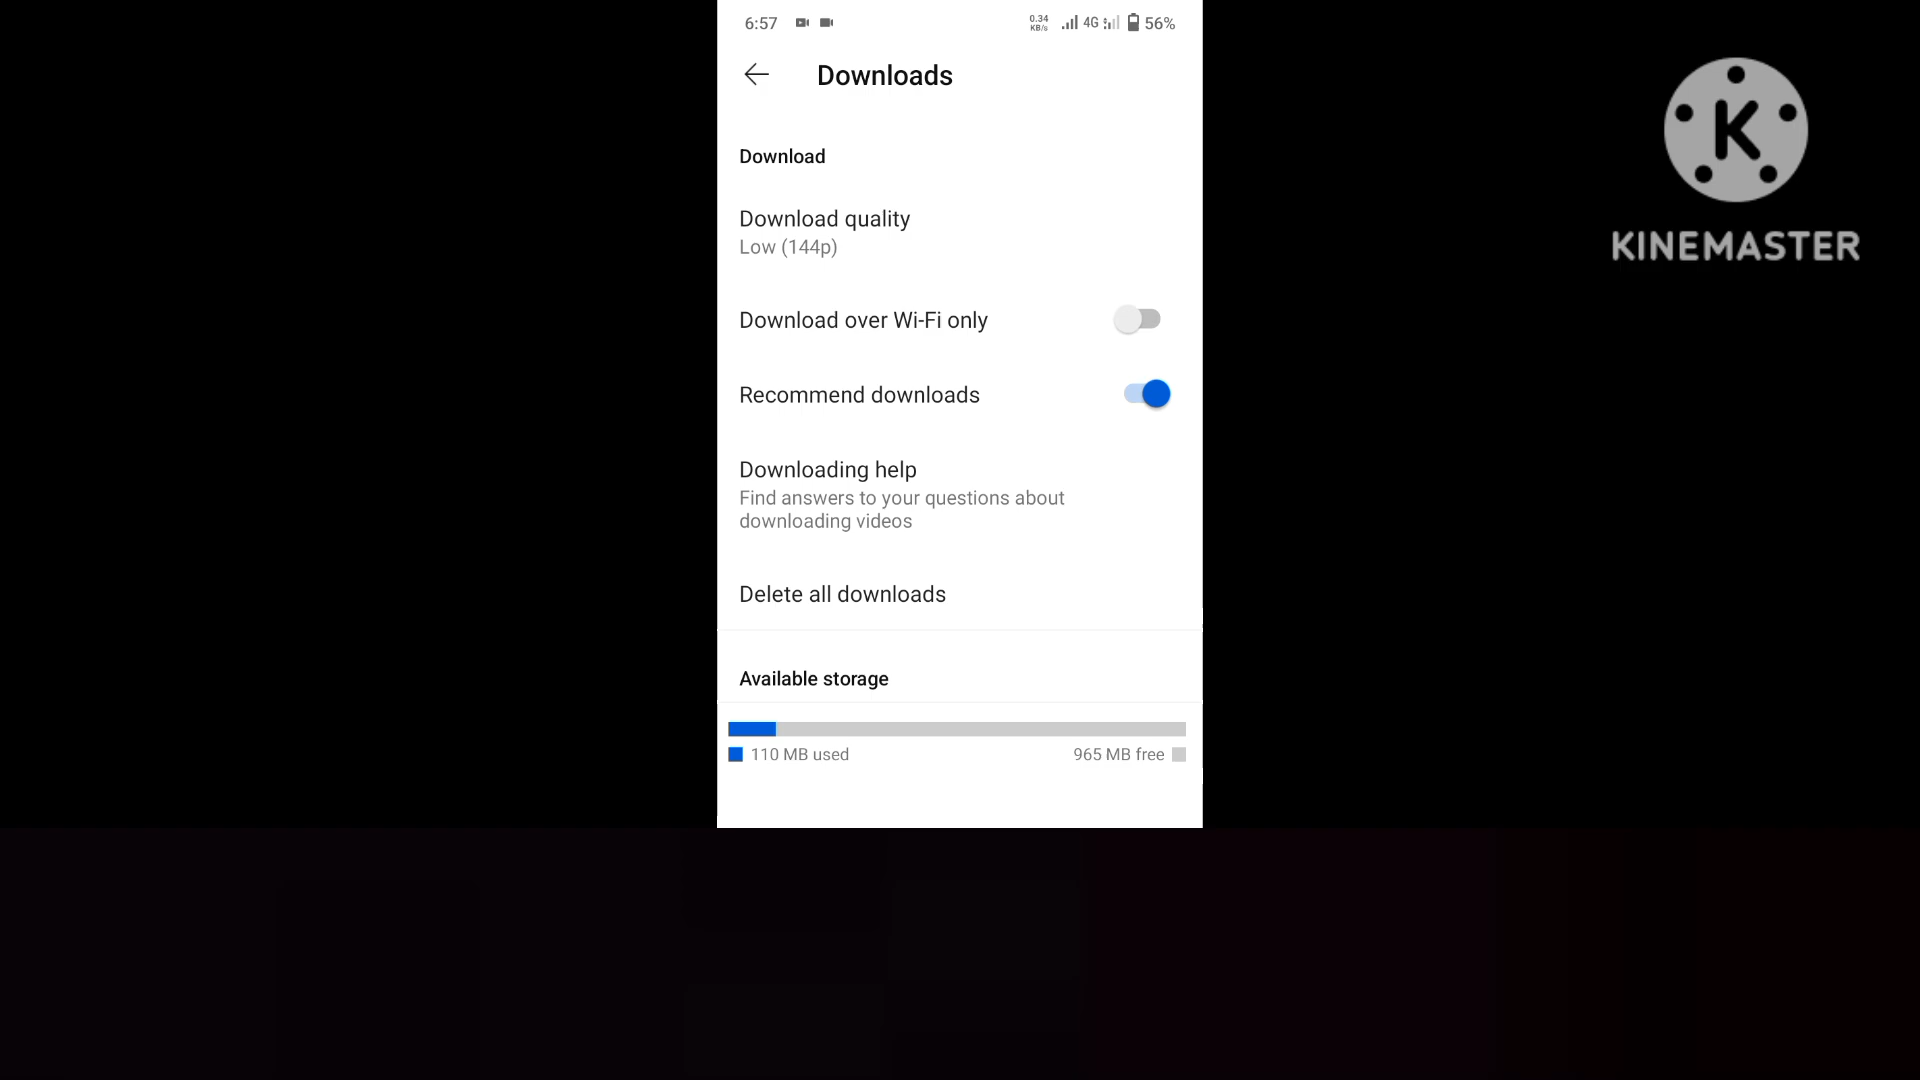 6:57
0.34
KB/s
4G
56%
Downloads
K
KINEMASTER
Download
Download quality
Low (144p)
Download over Wi-Fi only
Recommend downloads
Downloading help
Find answers to your questions about
downloading videos
Delete all downloads
Available storage
110 MB used
965 MB free